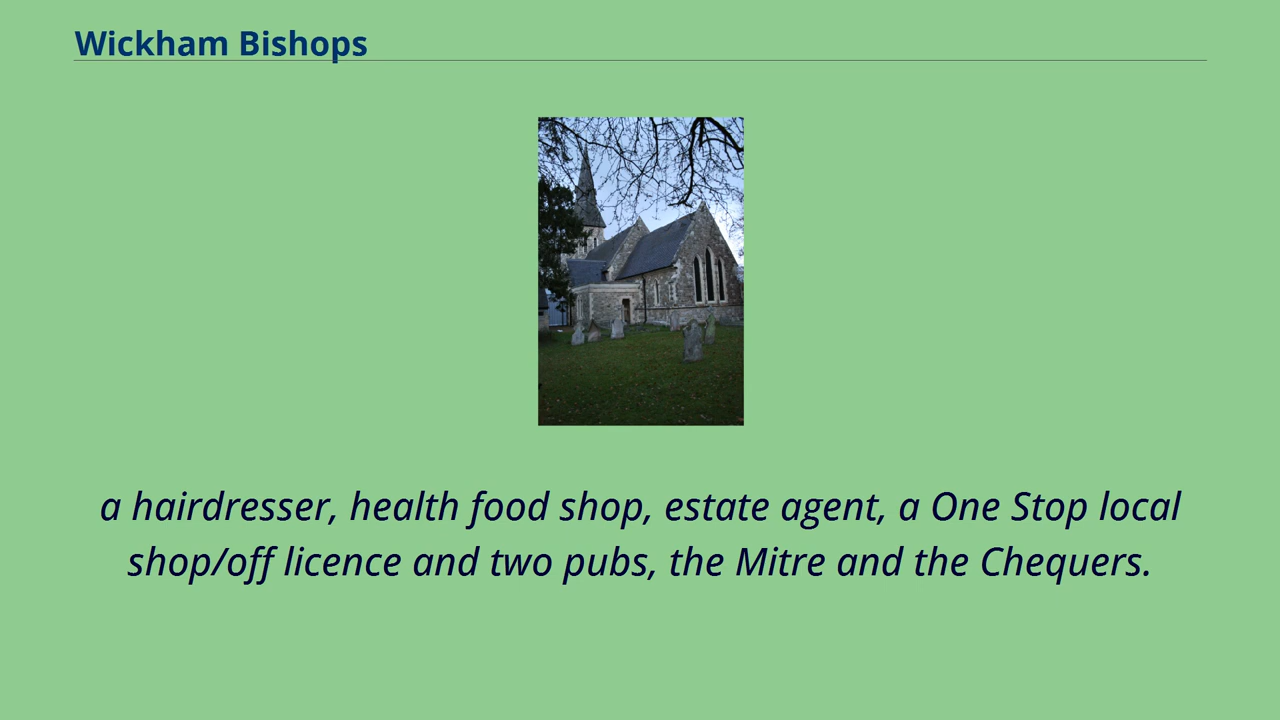 Wickham Bishops
a hairdresser, health food shop, estate agent, a One Stop local
shop/off licence and two pubs, the Mitre and the Chequers.